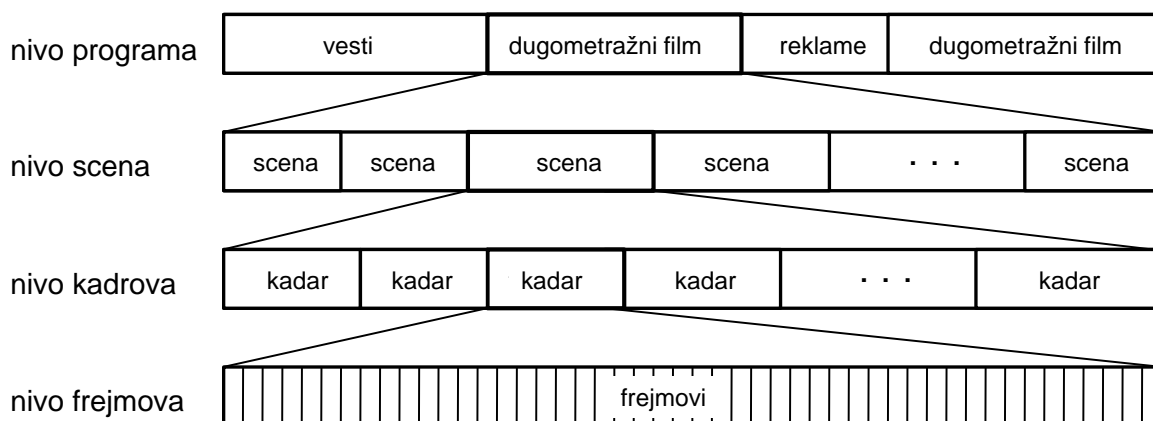 nivo programa vesti dugometražni film reklame dugometražni film
nivo scena scena scena scena scena . . . scena
nivo kadrova kadar kadar kadar kadar . . . kadar
nivo frejmova frejmovi